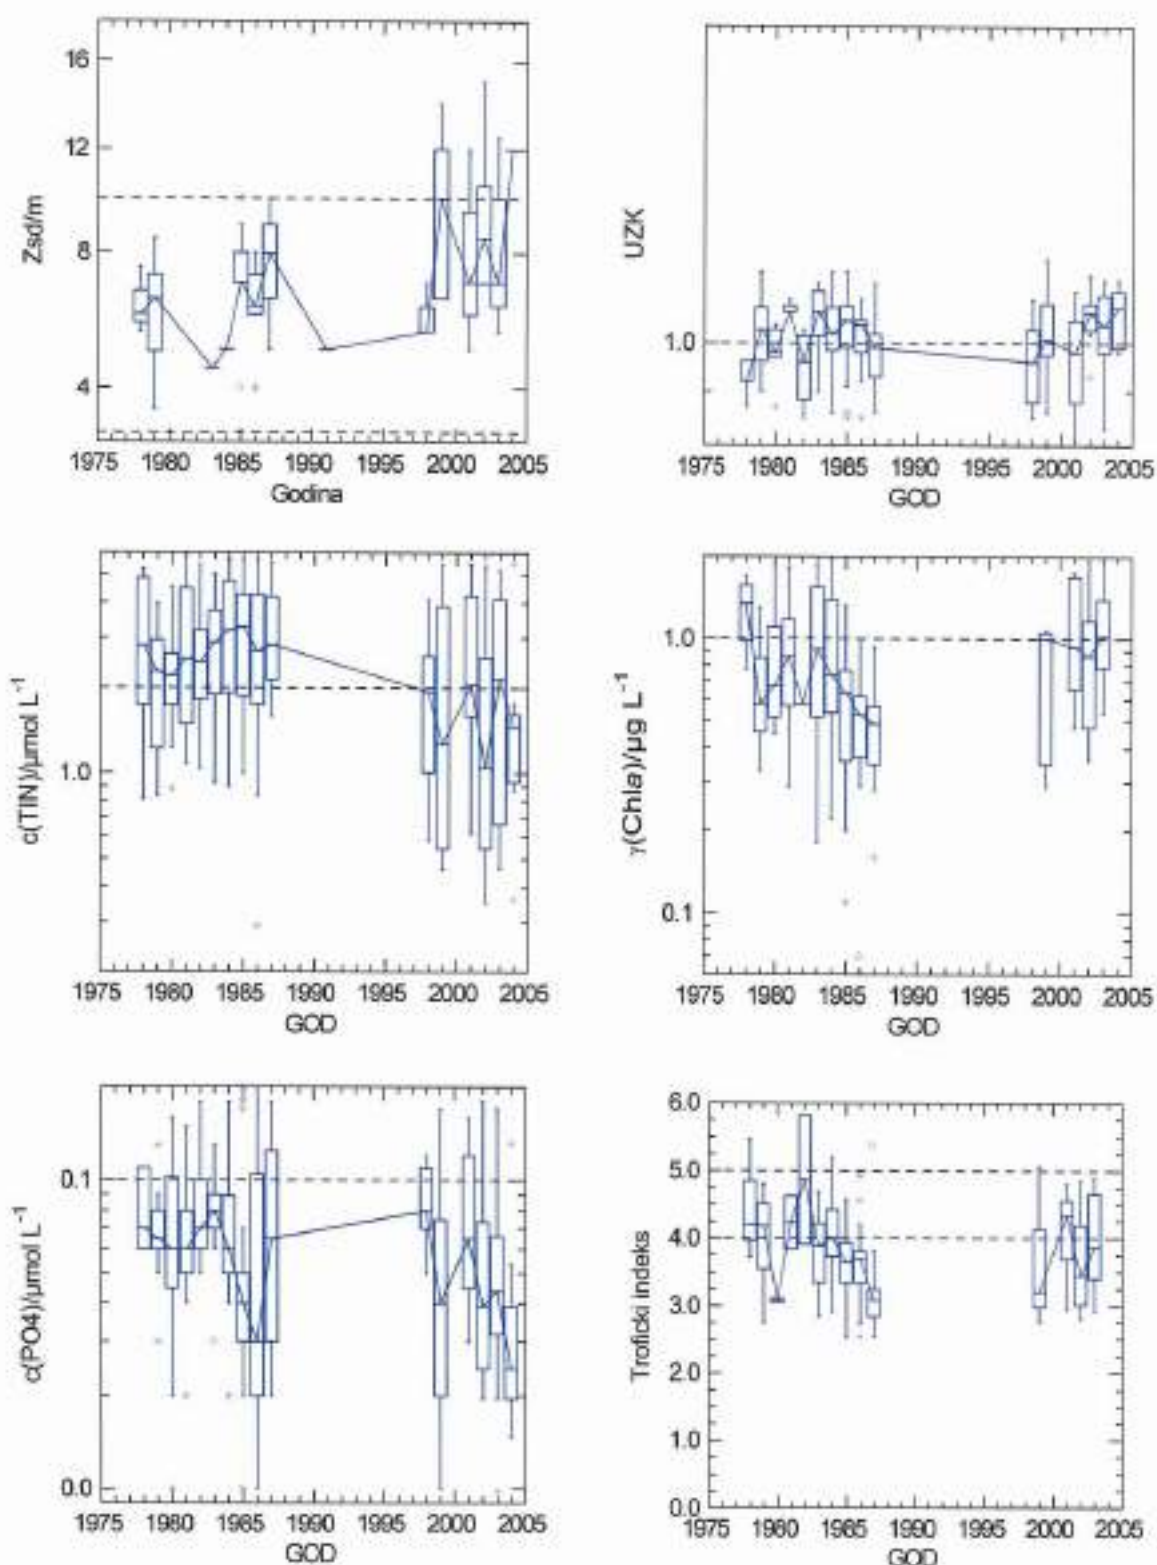 Zsd/m
16
12
8
4
1975 1980 1985 1990 1995 2000 2005
Godina
UZK
1.0
1975 1980 1985 1990 1995 2000 2005
GOD
c(TIN)/µmol L⁻¹
1.0
1975 1980 1985 1990 1995 2000 2005
GOD
γ(Chla)/µg L⁻¹
1.0
0.1
1975 1980 1985 1990 1995 2000 2005
GOD
c(PO4)/µmol L⁻¹
0.1
0.0
1975 1980 1985 1990 1995 2000 2005
GOD
Troficki indeks
6.0
5.0
4.0
3.0
2.0
1.0
0.0
1975 1980 1985 1990 1995 2000 2005
GOD